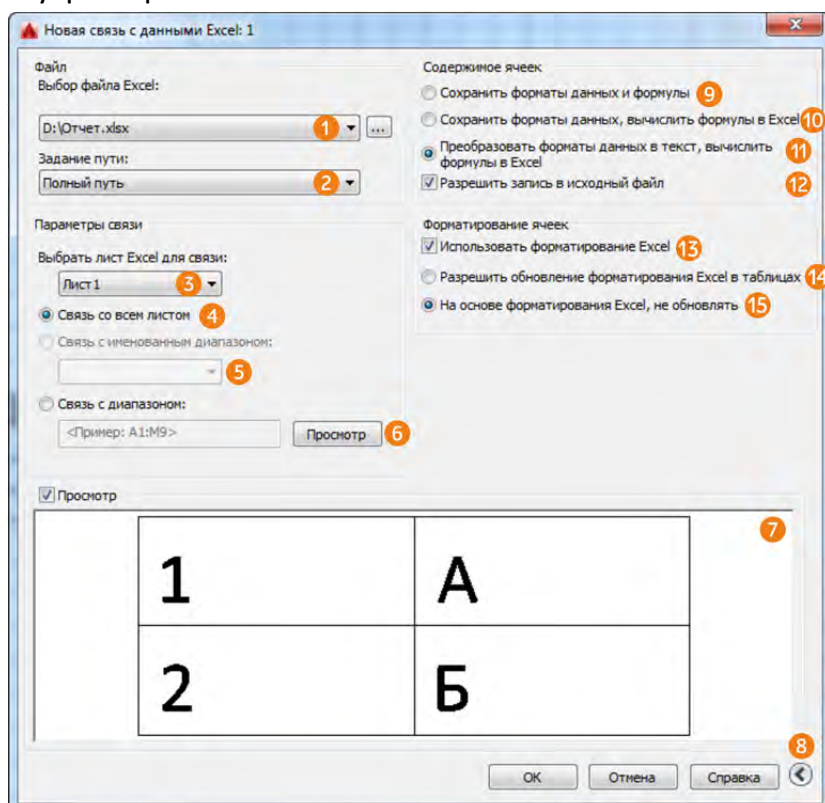 Новая связь с данными Excel: 1
Файл
Выбор файла Excel:
D:\Отчет.xlsx 1 ...
Задание пути:
Полный путь 2
Параметры связи
Выбрать лист Excel для связи:
Лист1 3
Связь со всем листом 4
Связь с именованным диапазоном:
5
Связь с диапазоном:
<Пример: A1:M9> Просмотр 6
Содержимое ячеек
Сохранить форматы данных и формулы 9
Сохранить форматы данных, вычислить формулы в Excel 10
Преобразовать форматы данных в текст, вычислить
формулы в Excel 11
Разрешить запись в исходный файл 12
Форматирование ячеек
Использовать форматирование Excel 13
Разрешить обновление форматирования Excel в таблицах 14
На основе форматирования Excel, не обновлять 15
Просмотр
7
1 А
2 Б
8
ОК Отмена Справка